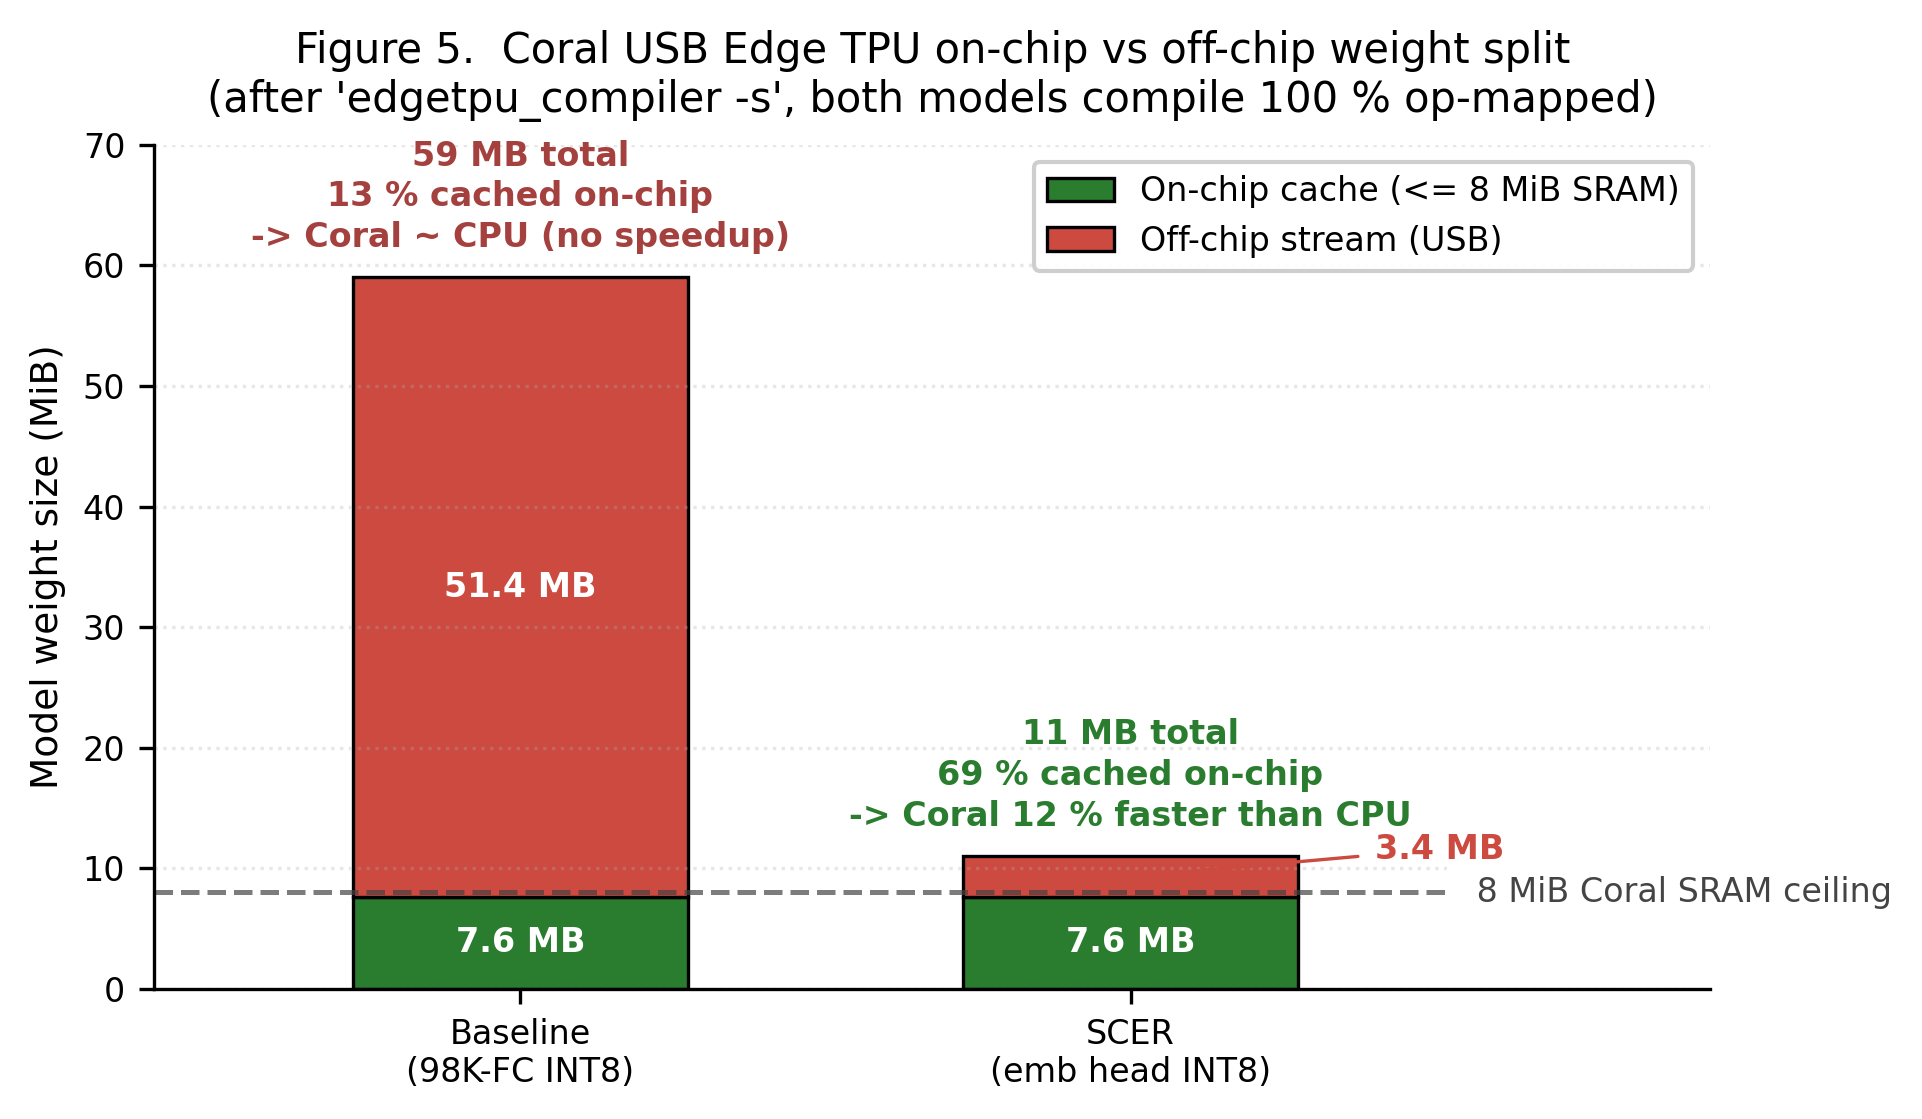 Figure 5.  Coral USB Edge TPU on-chip vs off-chip weight split
(after 'edgetpu_compiler -s', both models compile 100 % op-mapped)
Model weight size (MiB)
70
60
50
40
30
20
10
0
59 MB total
13 % cached on-chip
-> Coral ~ CPU (no speedup)
On-chip cache (<= 8 MiB SRAM)
Off-chip stream (USB)
51.4 MB
7.6 MB
11 MB total
69 % cached on-chip
-> Coral 12 % faster than CPU
3.4 MB
8 MiB Coral SRAM ceiling
7.6 MB
Baseline
(98K-FC INT8)
SCER
(emb head INT8)